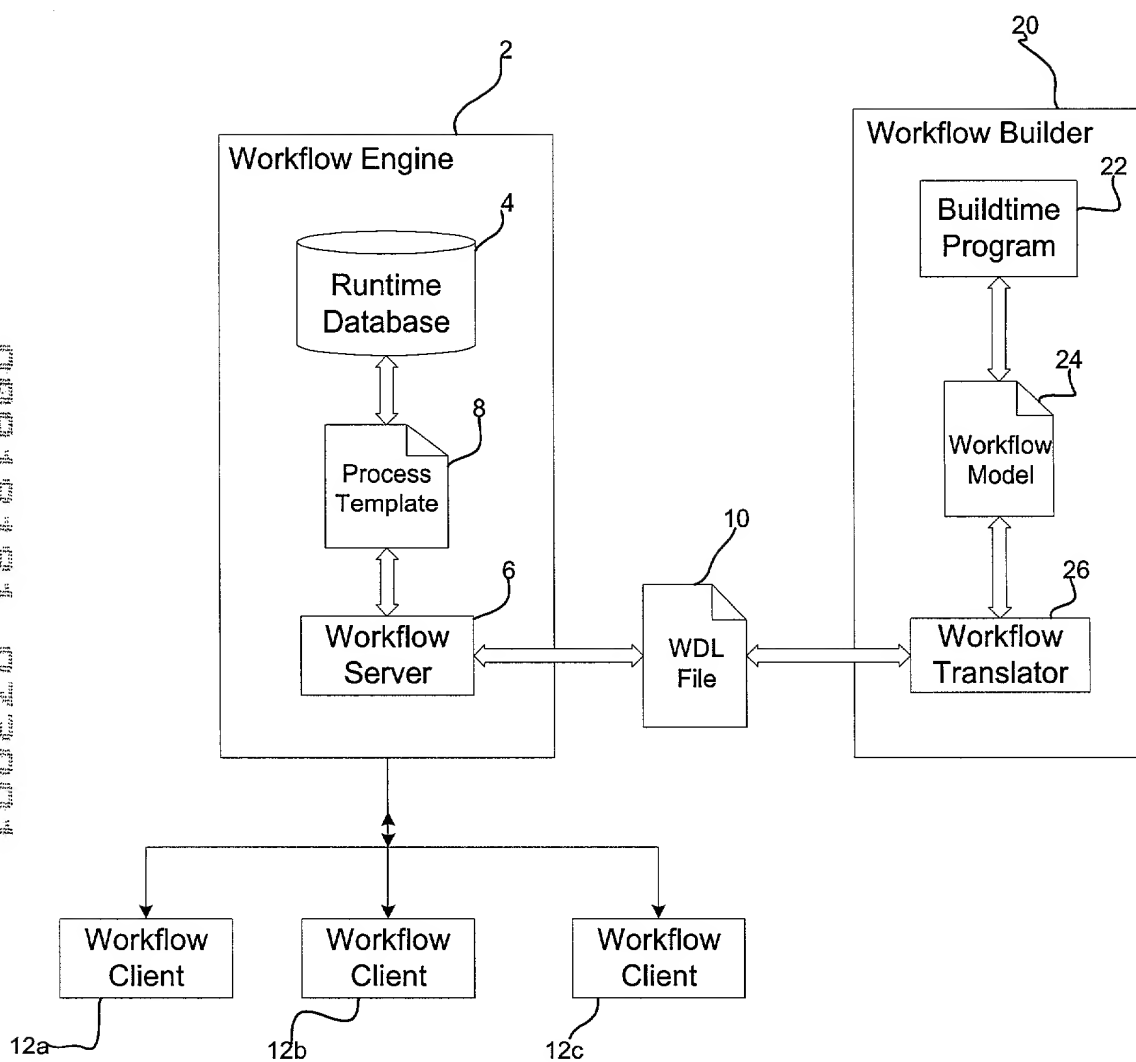 20
2
Workflow Engine
Workflow Builder
22
4
Buildtime
Program
Runtime
Database
24
8
Workflow
Model
Process
Template
10
6
26
Workflow
Server
WDL
File
Workflow
Translator
Workflow
Client
Workflow
Client
Workflow
Client
12a
12b
12c